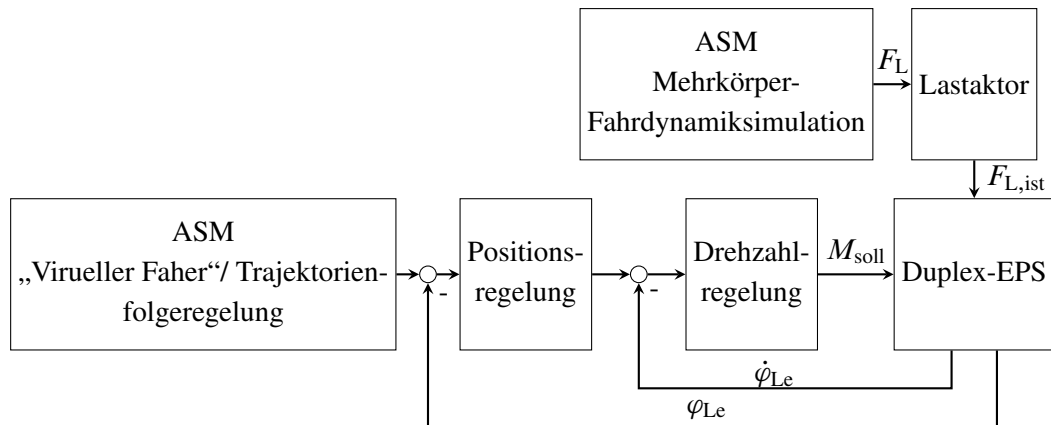 ASM
Mehrkörper-
Fahrdynamiksimulation
F_L
Lastaktor
F_L,ist
ASM
„Virueller Faher“/ Trajektorien-
folgeregelung
-
Positions-
regelung
-
Drehzahl-
regelung
M_soll
Duplex-EPS
φ̇_Le
φ_Le